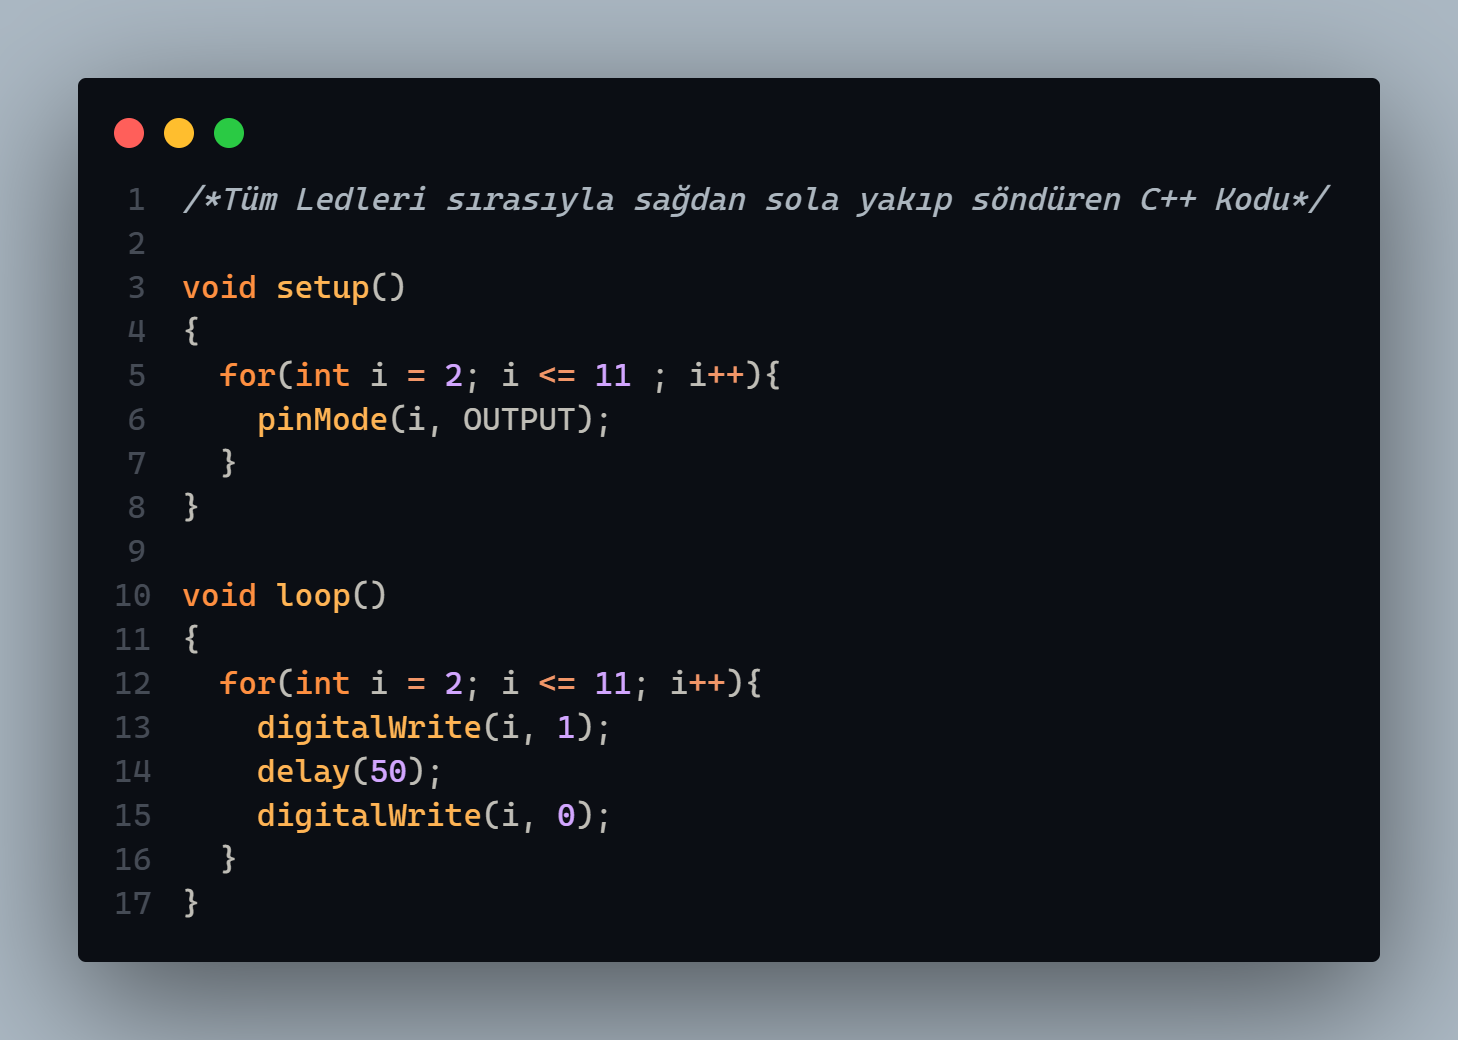 1 /*Tüm Ledleri sırasıyla sağdan sola yakıp söndüren C++ Kodu*/
2
3 void setup()
4 {
5   for(int i = 2; i <= 11 ; i++){
6     pinMode(i, OUTPUT);
7   }
8 }
9
10 void loop()
11 {
12   for(int i = 2; i <= 11; i++){
13     digitalWrite(i, 1);
14     delay(50);
15     digitalWrite(i, 0);
16   }
17 }